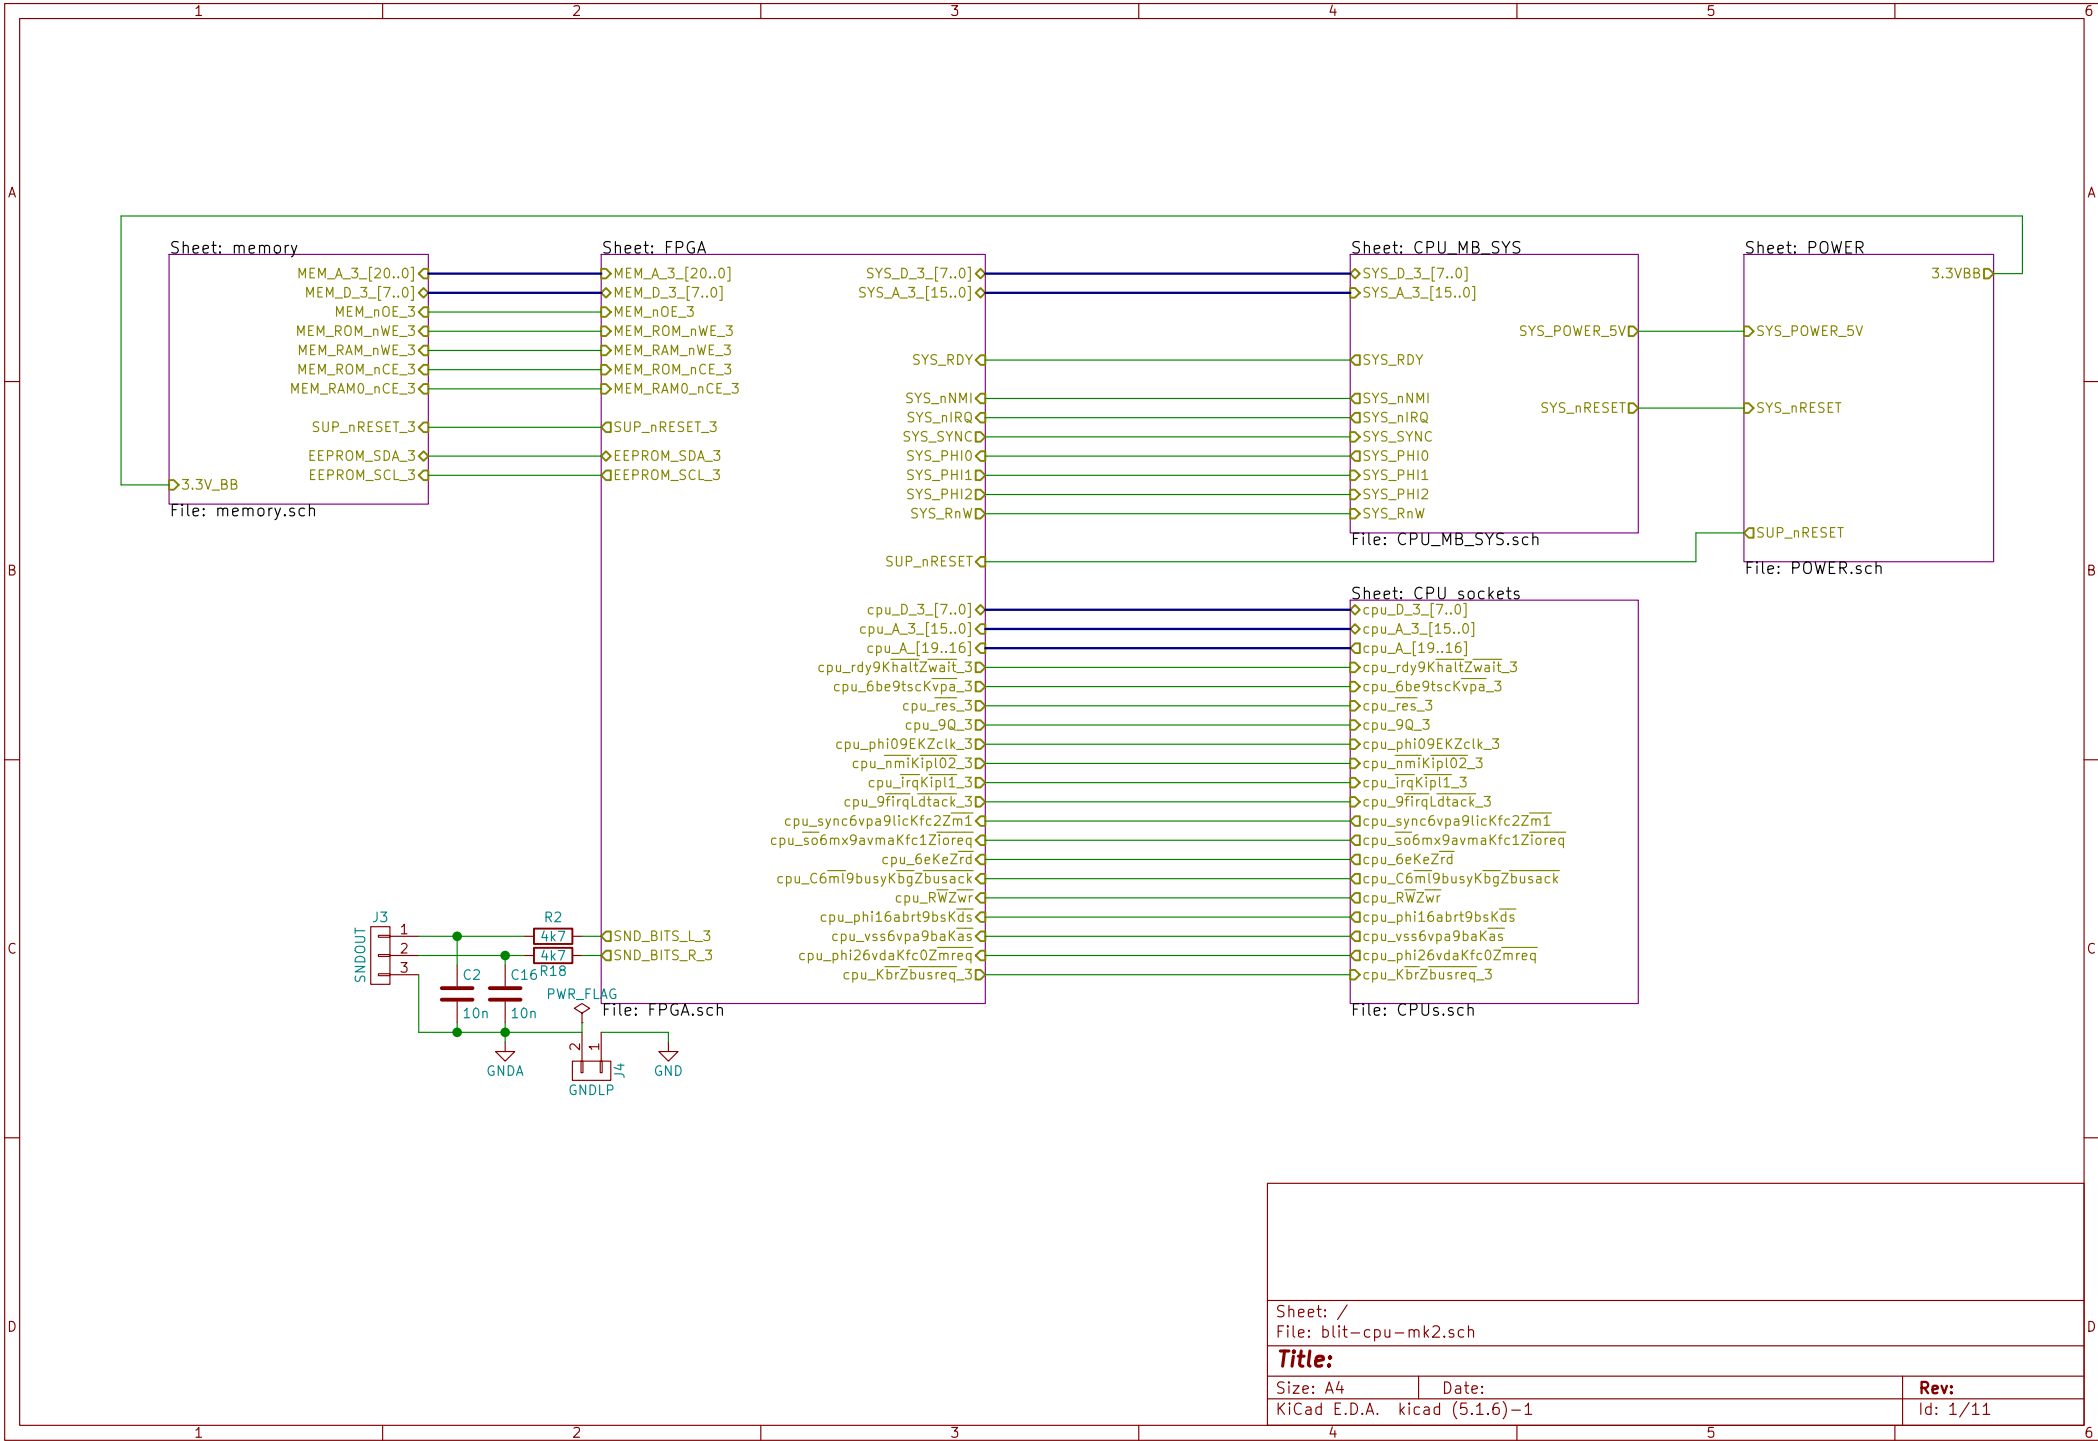 1 2 3 4 5 6
A A
B B
C C
D D
Sheet: memory
MEM_A_3_[20..0]
MEM_D_3_[7..0]
MEM_nOE_3
MEM_ROM_nWE_3
MEM_RAM_nWE_3
MEM_ROM_nCE_3
MEM_RAM0_nCE_3
SUP_nRESET_3
EEPROM_SDA_3
EEPROM_SCL_3
3.3V_BB
File: memory.sch
Sheet: FPGA
MEM_A_3_[20..0]
MEM_D_3_[7..0]
MEM_nOE_3
MEM_ROM_nWE_3
MEM_RAM_nWE_3
MEM_ROM_nCE_3
MEM_RAM0_nCE_3
SUP_nRESET_3
EEPROM_SDA_3
EEPROM_SCL_3
SND_BITS_L_3
SND_BITS_R_3
SYS_D_3_[7..0]
SYS_A_3_[15..0]
SYS_RDY
SYS_nNMI
SYS_nIRQ
SYS_SYNC
SYS_PHI0
SYS_PHI1
SYS_PHI2
SYS_RnW
SUP_nRESET
cpu_D_3_[7..0]
cpu_A_3_[15..0]
cpu_A_[19..16]
cpu_rdy9KhaltZwait_3
cpu_6be9tscKvpa_3
cpu_res_3
cpu_9Q_3
cpu_phi09EKZclk_3
cpu_nmiKipl02_3
cpu_irqKipl1_3
cpu_9firqLdtack_3
cpu_sync6vpa9licKfc2Zm1
cpu_so6mx9avmaKfc1Zioreq
cpu_6eKeZrd
cpu_C6ml9busyKbgZbusack
cpu_RWZwr
cpu_phi16abrt9bsKds
cpu_vss6vpa9baKas
cpu_phi26vdaKfc0Zmreq
cpu_KbrZbusreq_3
File: FPGA.sch
Sheet: CPU_MB_SYS
SYS_D_3_[7..0]
SYS_A_3_[15..0]
SYS_POWER_5V
SYS_RDY
SYS_nNMI
SYS_nRESET
SYS_nIRQ
SYS_SYNC
SYS_PHI0
SYS_PHI1
SYS_PHI2
SYS_RnW
File: CPU_MB_SYS.sch
Sheet: POWER
3.3VBB
SYS_POWER_5V
SYS_nRESET
SUP_nRESET
File: POWER.sch
Sheet: CPU sockets
cpu_D_3_[7..0]
cpu_A_3_[15..0]
cpu_A_[19..16]
cpu_rdy9KhaltZwait_3
cpu_6be9tscKvpa_3
cpu_res_3
cpu_9Q_3
cpu_phi09EKZclk_3
cpu_nmiKipl02_3
cpu_irqKipl1_3
cpu_9firqLdtack_3
cpu_sync6vpa9licKfc2Zm1
cpu_so6mx9avmaKfc1Zioreq
cpu_6eKeZrd
cpu_C6ml9busyKbgZbusack
cpu_RWZwr
cpu_phi16abrt9bsKds
cpu_vss6vpa9baKas
cpu_phi26vdaKfc0Zmreq
cpu_KbrZbusreq_3
File: CPUs.sch
J3
SNDOUT
1
2
3
R2
4k7
4k7
R18
C2
10n
C16
10n
PWR_FLAG
GNDA
2 1
J4
GNDLP
GND
Sheet: /
File: blit-cpu-mk2.sch
Title:
Size: A4 Date: Rev:
KiCad E.D.A. kicad (5.1.6)-1 Id: 1/11
1 2 3 4 5 6